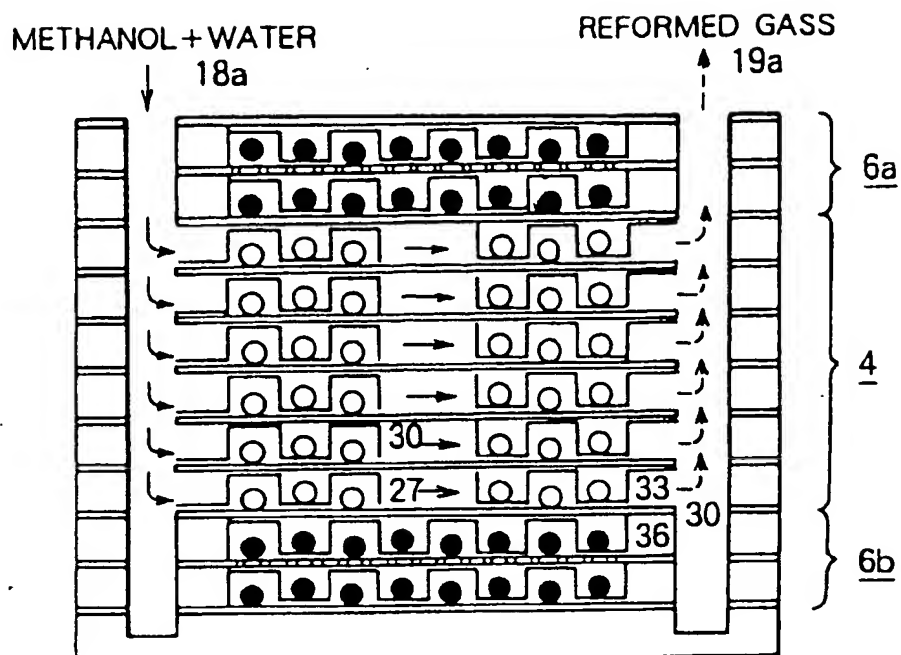 METHANOL+WATER
18a
REFORMED GASS
19a
6a
4
30
27
33
30
36
6b